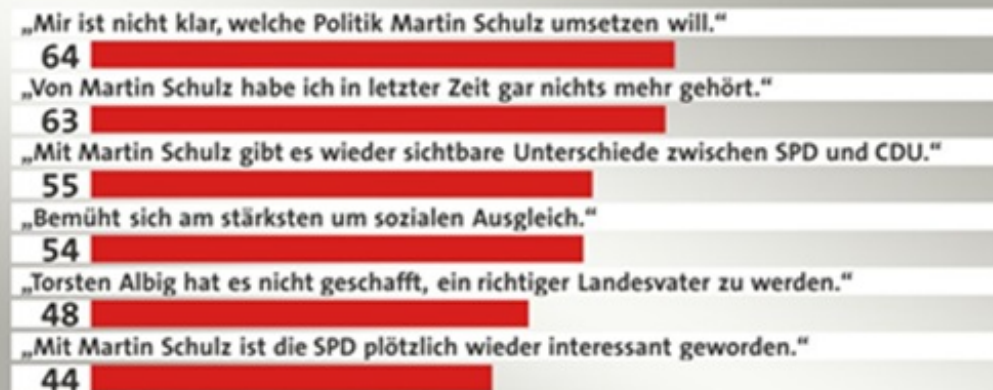 „Mir ist nicht klar, welche Politik Martin Schulz umsetzen will.“
64
„Von Martin Schulz habe ich in letzter Zeit gar nichts mehr gehört.“
63
„Mit Martin Schulz gibt es wieder sichtbare Unterschiede zwischen SPD und CDU.“
55
„Bemüht sich am stärksten um sozialen Ausgleich.“
54
„Torsten Albig hat es nicht geschafft, ein richtiger Landesvater zu werden.“
48
„Mit Martin Schulz ist die SPD plötzlich wieder interessant geworden.“
44